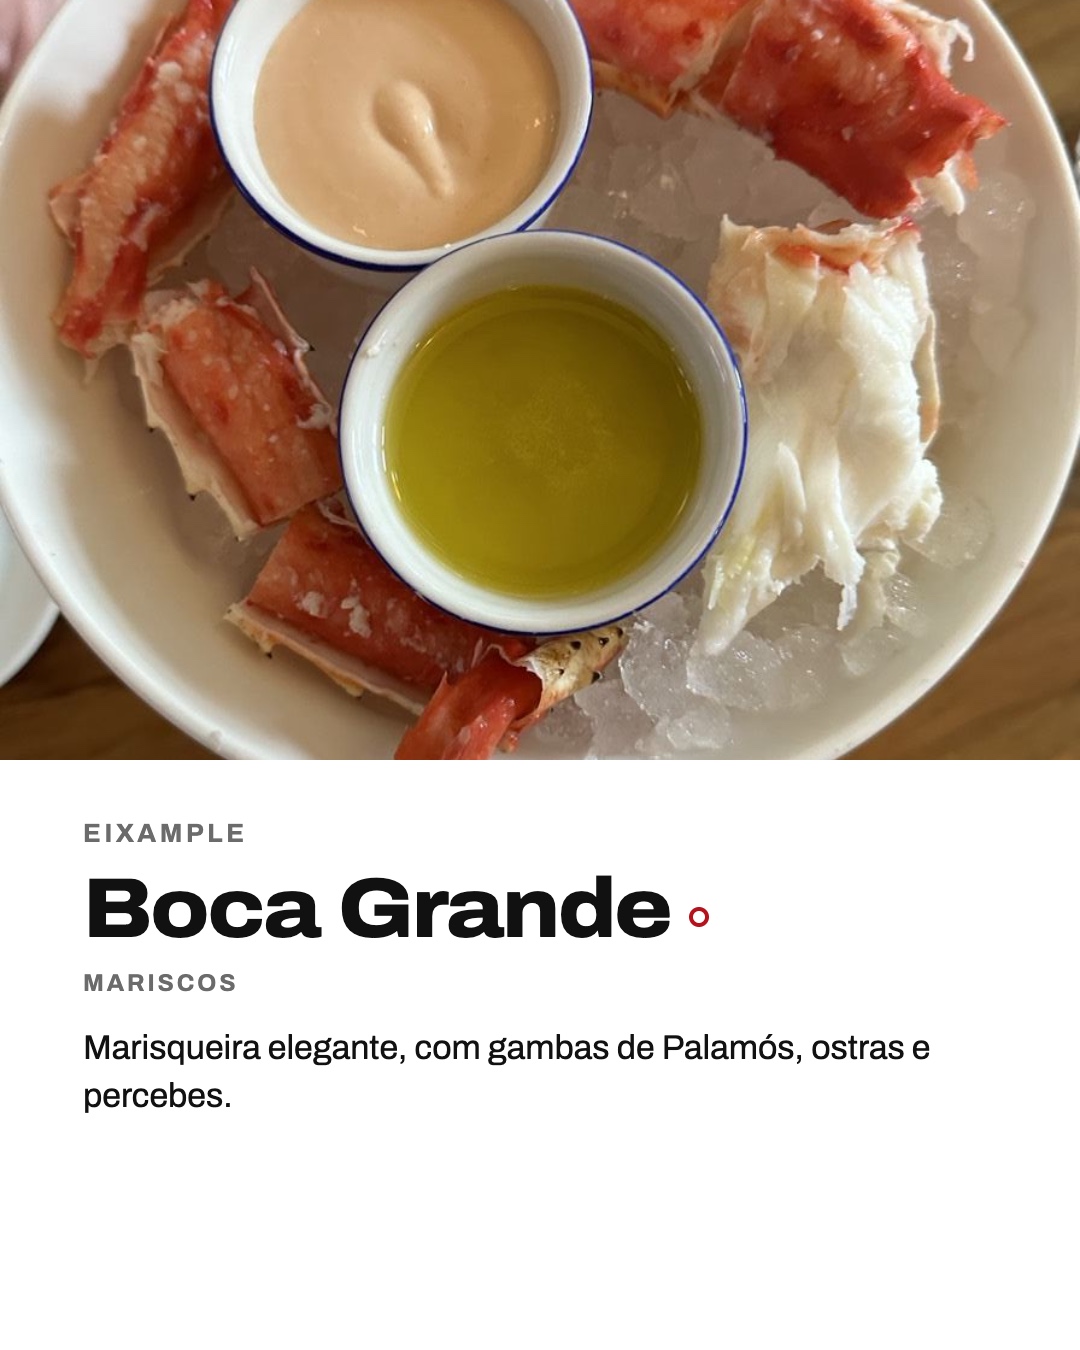 EIXAMPLE
Boca Grande
MARISCOS
Marisqueira elegante, com gambas de Palamós, ostras e
percebes.